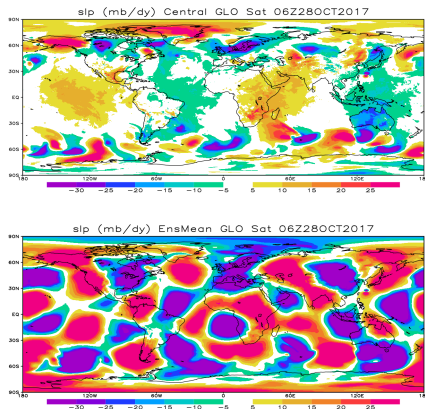 slp (mb/dy) Central GLO Sat 06Z28OCT2017
90N
60N
30N
EQ
30S
60S
90S
180 120W 60W 0 60E 120E 18
−30 −25 −20 −15 −10 −5 5 10 15 20 25
slp (mb/dy) EnsMean GLO Sat 06Z28OCT2017
90N
60N
30N
EQ
30S
60S
90S
180 120W 60W 0 60E 120E 18
−30 −25 −20 −15 −10 −5 5 10 15 20 25